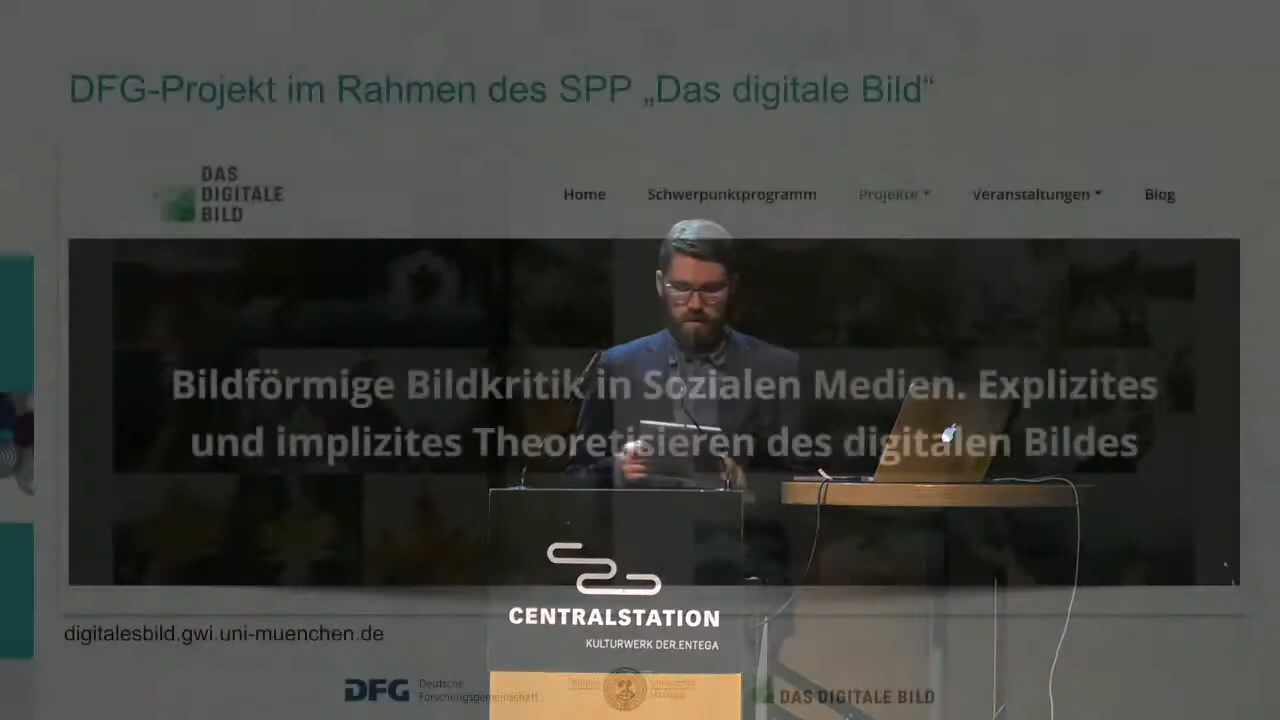 DFG-Projekt im Rahmen des SPP „Das digitale Bild“
DAS
DIGITALE
BILD
Home Schwerpunktprogramm Projekte Veranstaltungen Blog
Bildförmige Bildkritik in Sozialen Medien. Explizites
und implizites Theoretisieren des digitalen Bildes
CENTRALSTATION
KULTURWERK DER ENTEGA
digitalesbild.gwi.uni-muenchen.de
DFG Deutsche
Forschungsgemeinschaft
DAS DIGITALE BILD